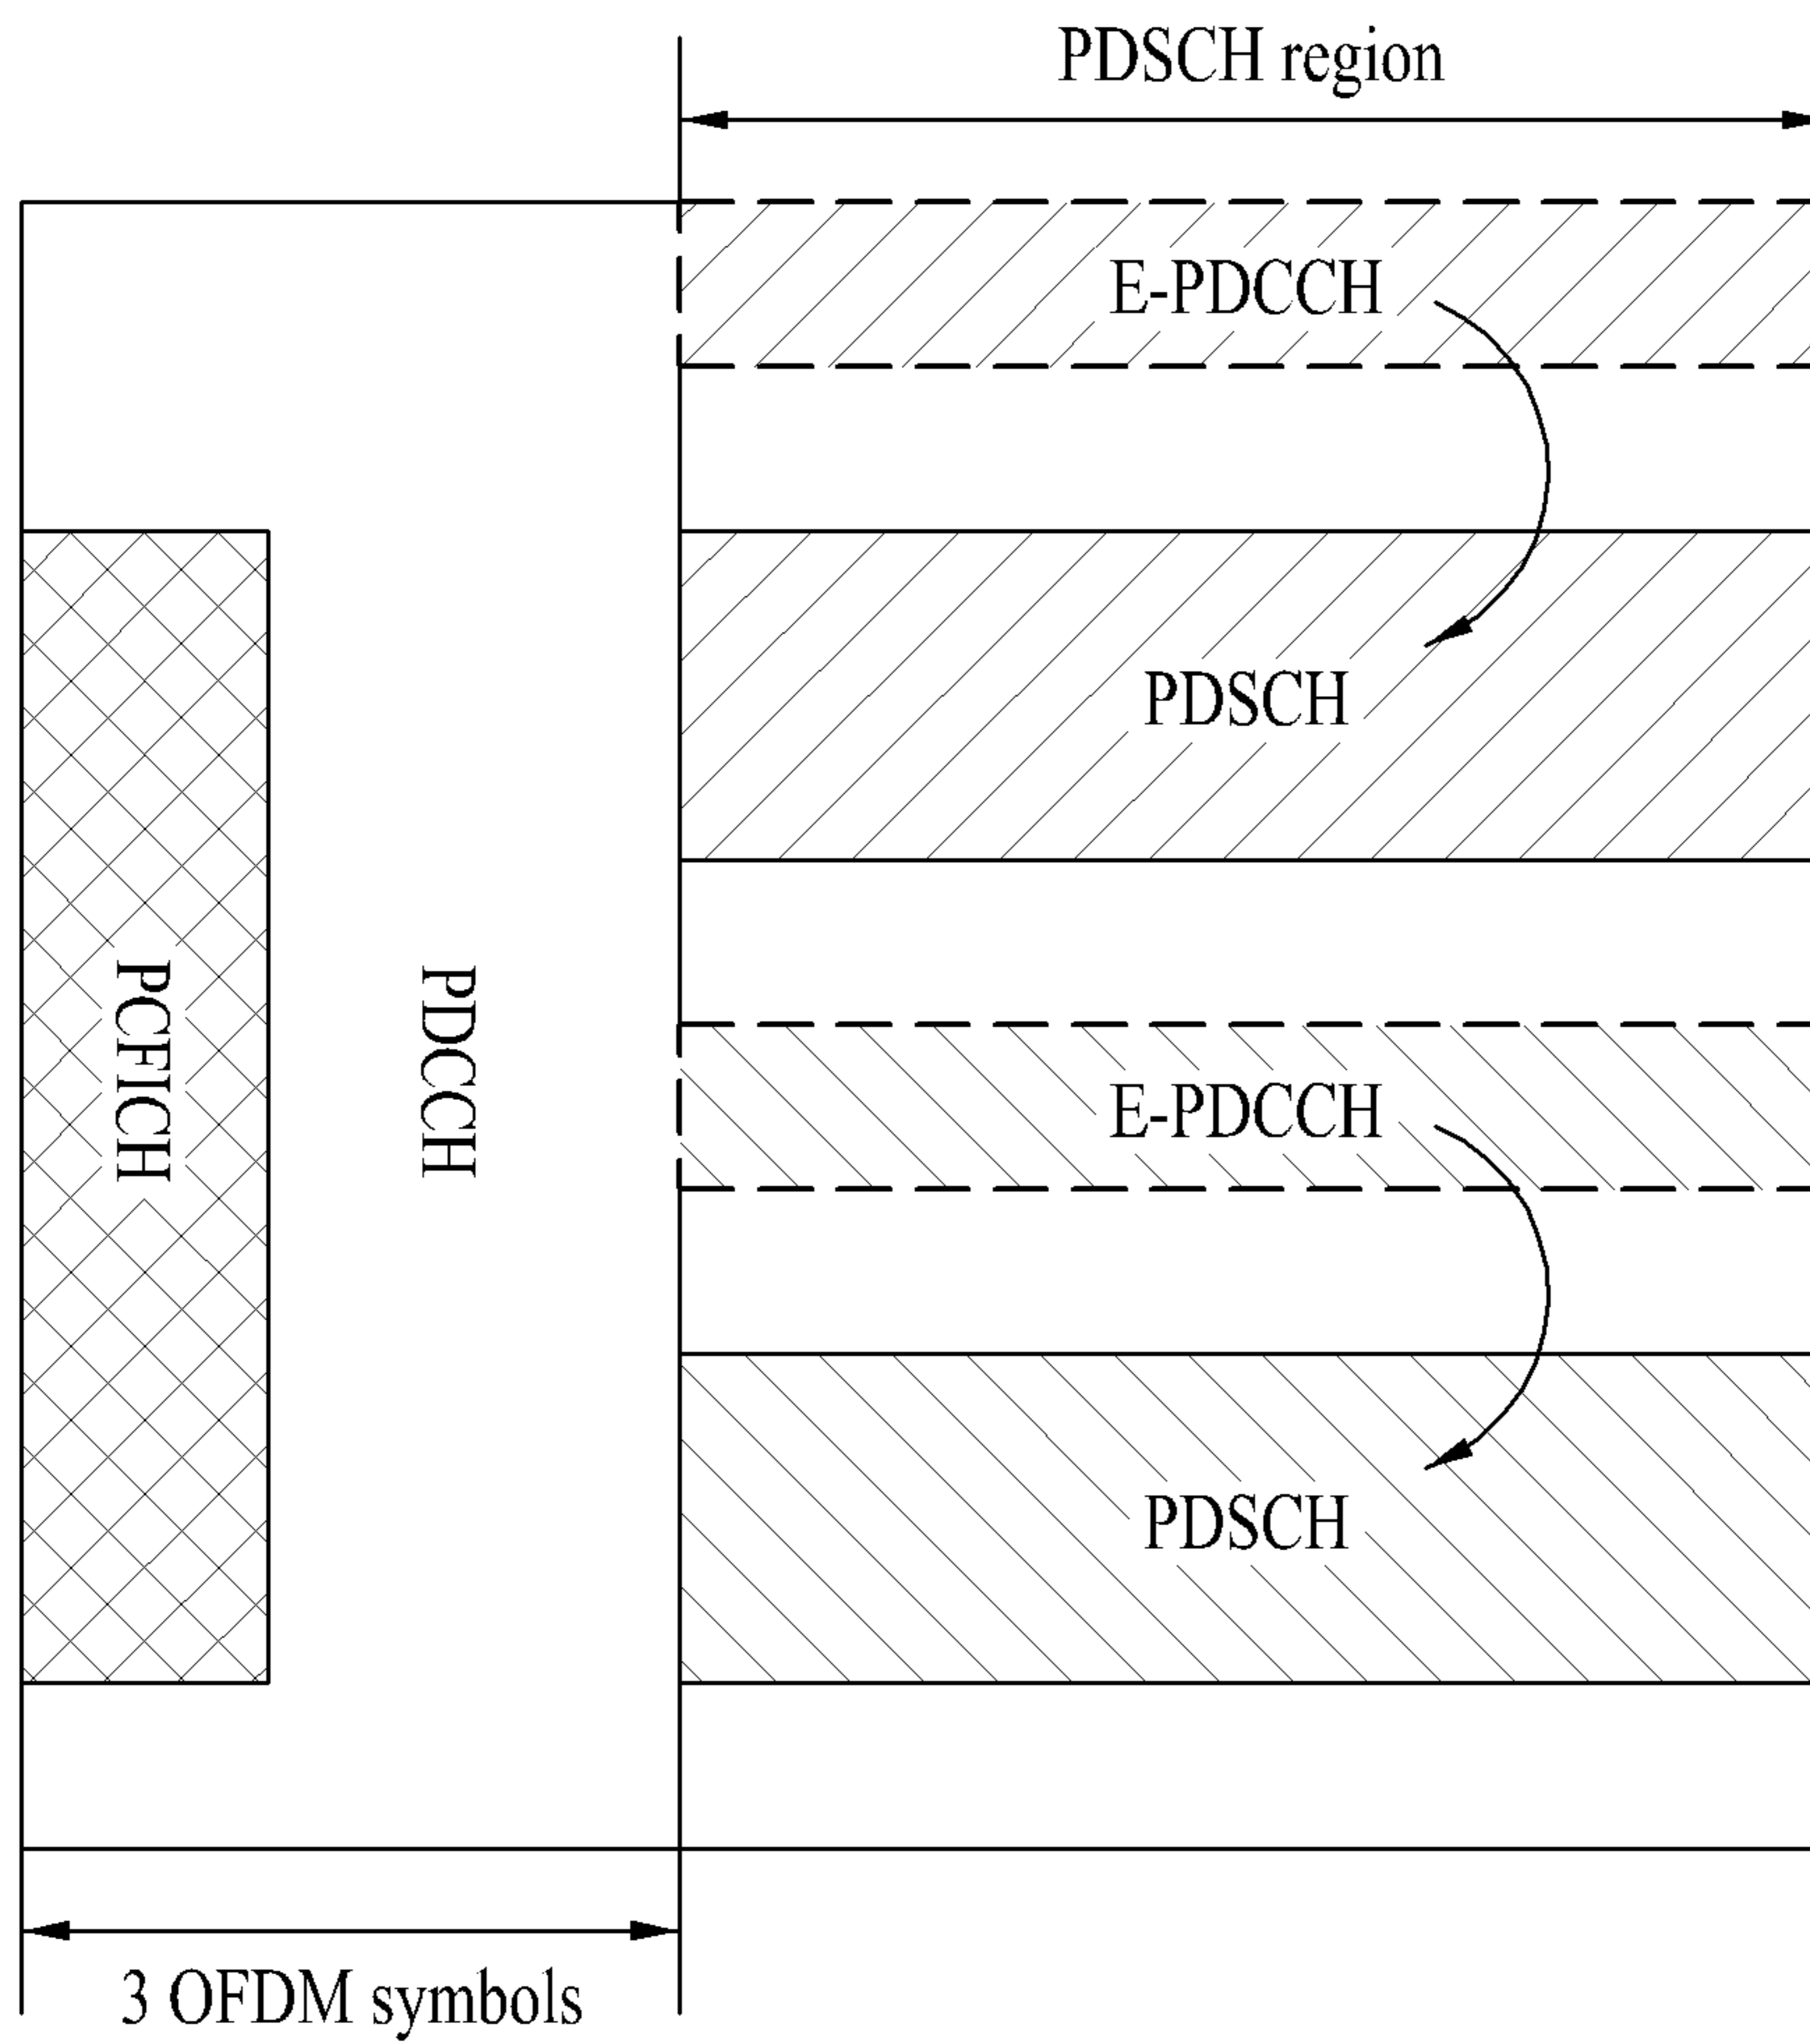 PDSCH region
E-PDCCH
PDSCH
PCFICH
PDCCH
E-PDCCH
PDSCH
3 OFDM symbols